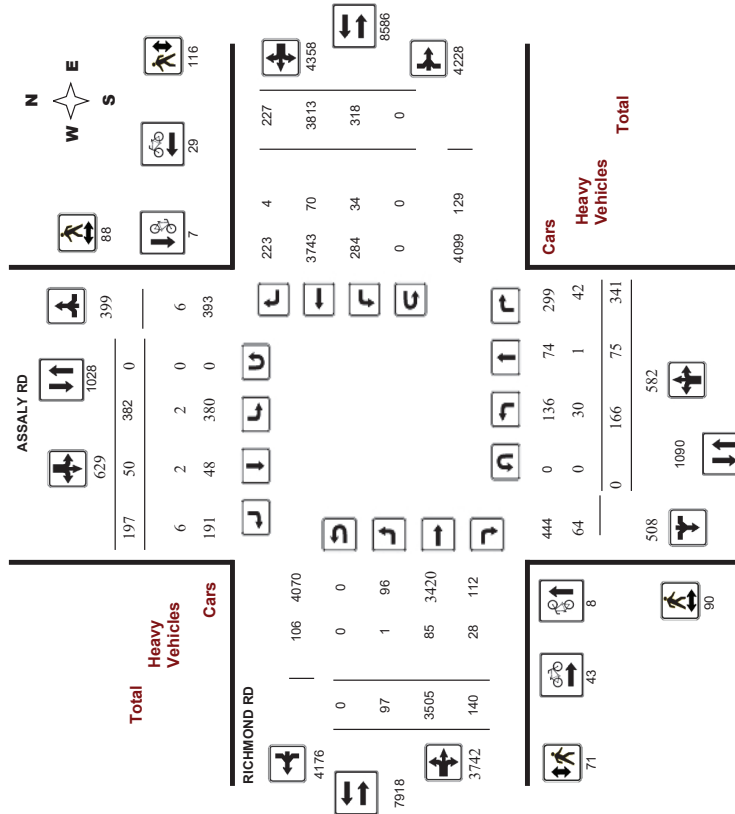 N
W E
S
116
29
88
7
ASSALY RD
399
1028
629
6
393
197 50 382 0
6 2 2 0
191 48 380 0
Total
Heavy
Vehicles
Cars
4358
8586
4228
223 4 227
3743 70 3813
284 34 318
0 0 0
4099 129
RICHMOND RD
4176
7918
3742
106 4070
0 0 0
97 1 96
3505 85 3420
140 28 112
Cars
Heavy
Vehicles
Total
444 0 136 74 299
64 0 30 1 42
0 166 75 341
508
1090
582
8
43
90
71